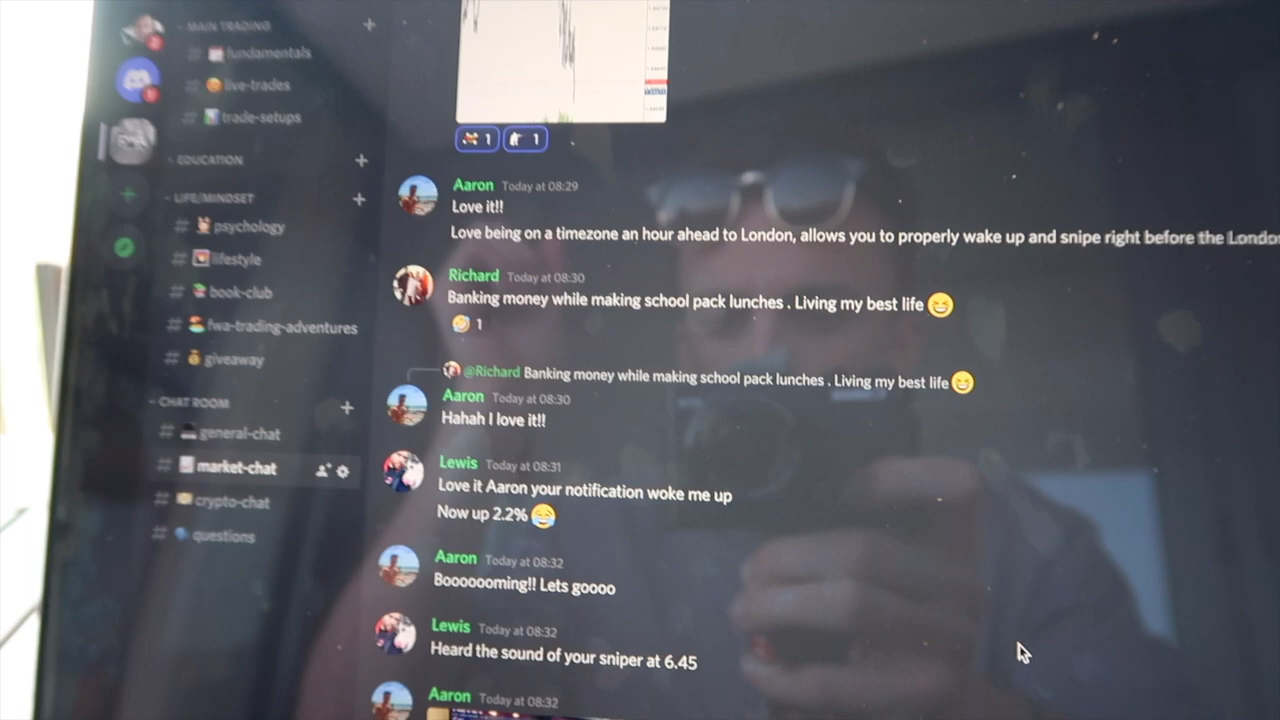 MAIN TRADING
# fundamentals
# live-trades
# trade-setups
EDUCATION
LIFE/MINDSET
# psychology
# lifestyle
# book-club
# fwa-trading-adventures
# giveaway
CHAT ROOM
# general-chat
# market-chat
# crypto-chat
# questions
1 1
Aaron Today at 08:29
Love it!!
Love being on a timezone an hour ahead to London, allows you to properly wake up and snipe right before the London
Richard Today at 08:30
Banking money while making school pack lunches . Living my best life 😆
🤣 1
@Richard Banking money while making school pack lunches . Living my best life 😆
Aaron Today at 08:30
Hahah I love it!!
Lewis Today at 08:31
Love it Aaron your notification woke me up
Now up 2.2% 😂
Aaron Today at 08:32
Boooooooming!! Lets goooo
Lewis Today at 08:32
Heard the sound of your sniper at 6.45
Aaron Today at 08:32